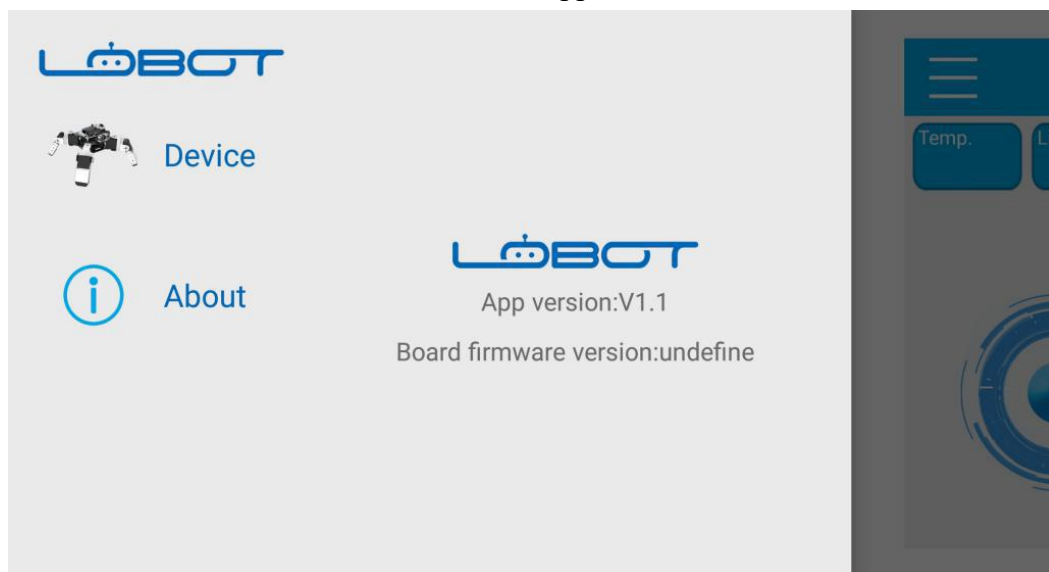 LOBOT
Device
About
LOBOT
App version:V1.1
Board firmware version:undefine
Temp.
L